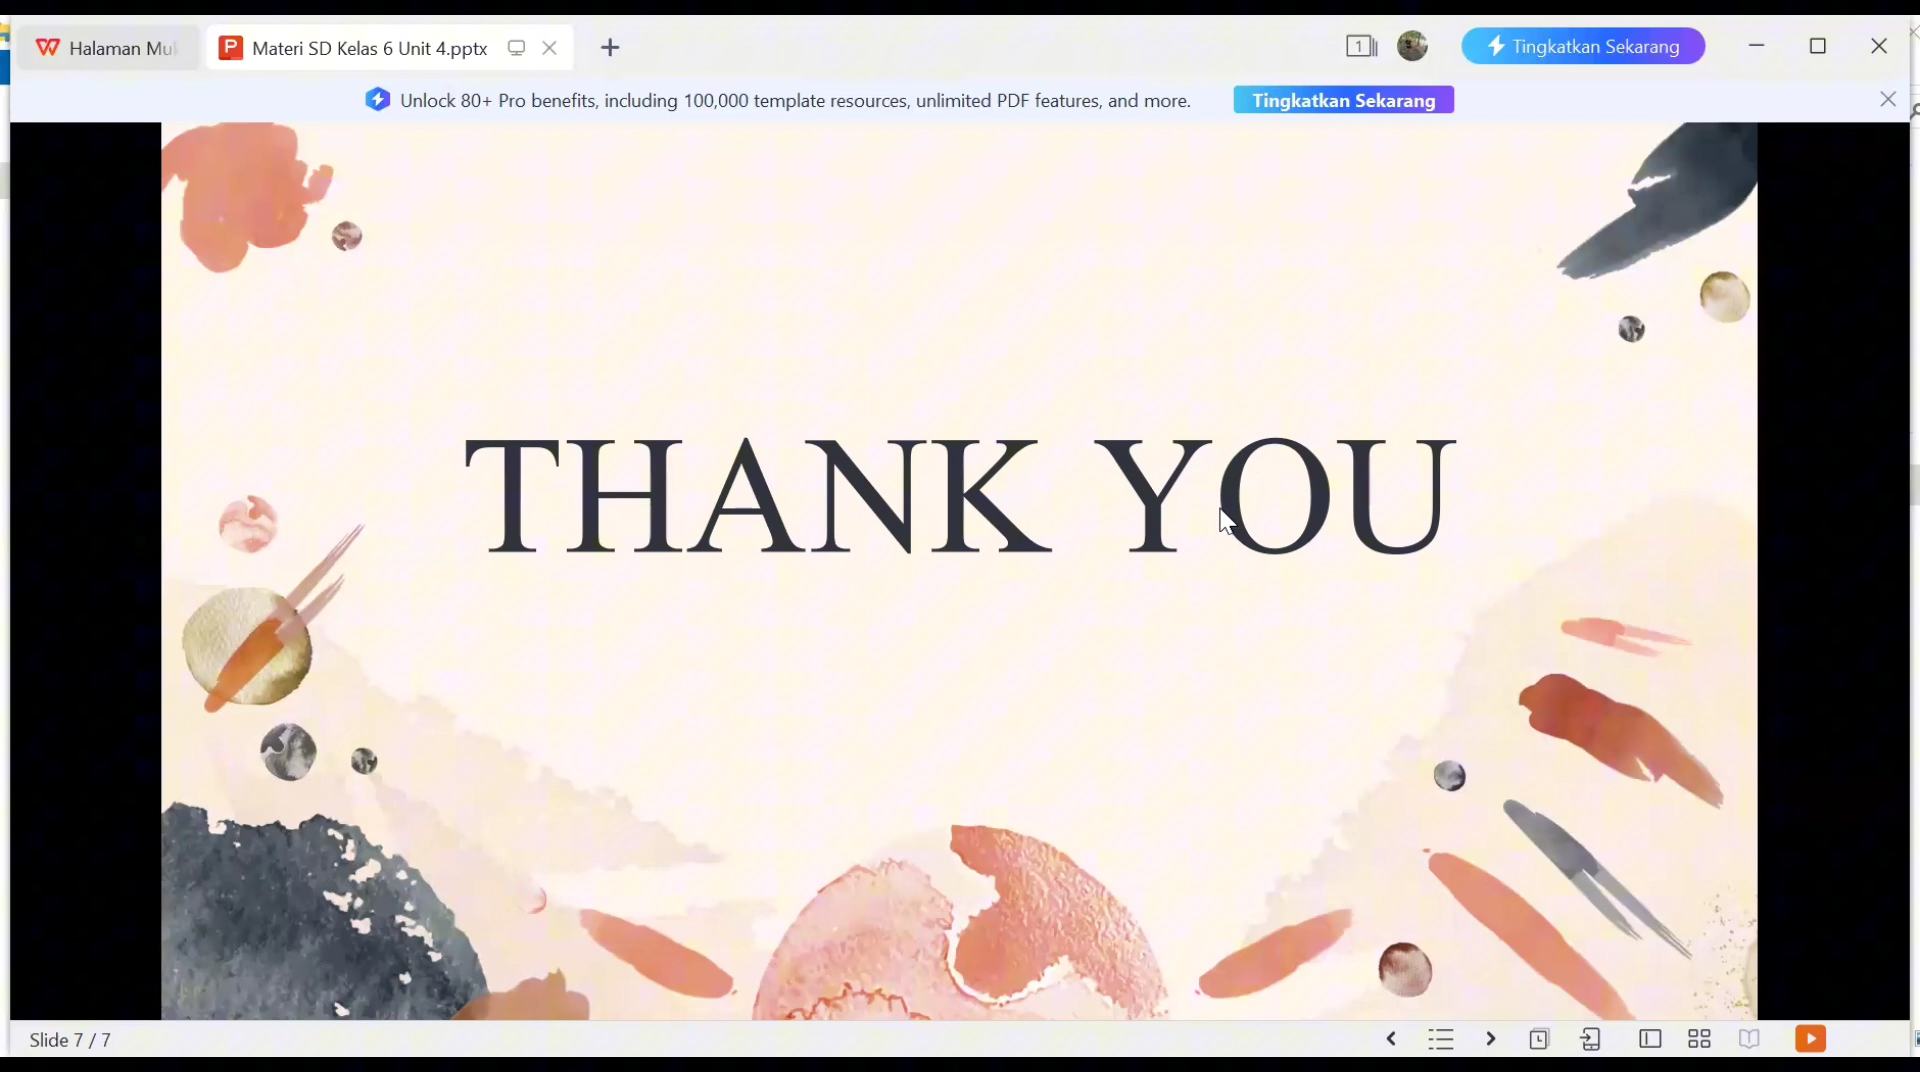 Halaman Mu
Materi SD Kelas 6 Unit 4.pptx
1
Tingkatkan Sekarang
Unlock 80+ Pro benefits, including 100,000 template resources, unlimited PDF features, and more.
Tingkatkan Sekarang
THANK YOU
Slide 7 / 7